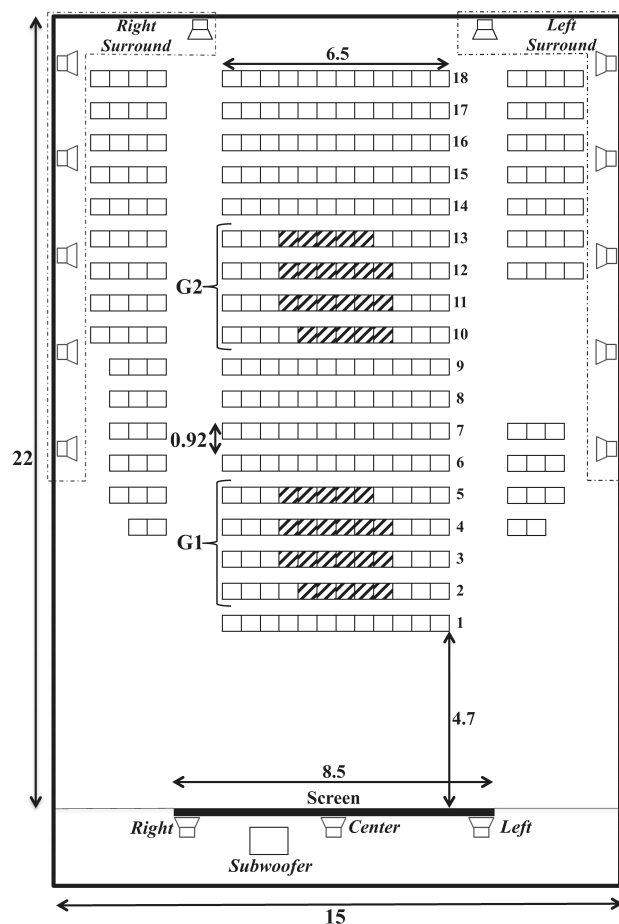 Right
Surround
Left
Surround
6.5
18
17
16
15
14
13
G2
12
11
10
9
8
0.92
7
22
6
5
G1
4
3
2
1
4.7
8.5
Screen
Right
Center
Left
Subwoofer
15